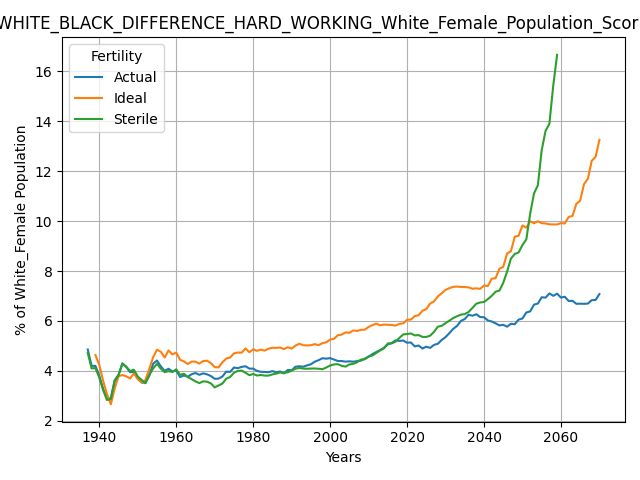 WHITE_BLACK_DIFFERENCE_HARD_WORKING_White_Female_Population_Scor
Fertility
Actual
Ideal
Sterile
% of White_Female Population
16
14
12
10
8
6
4
2
1940 1960 1980 2000 2020 2040 2060
Years